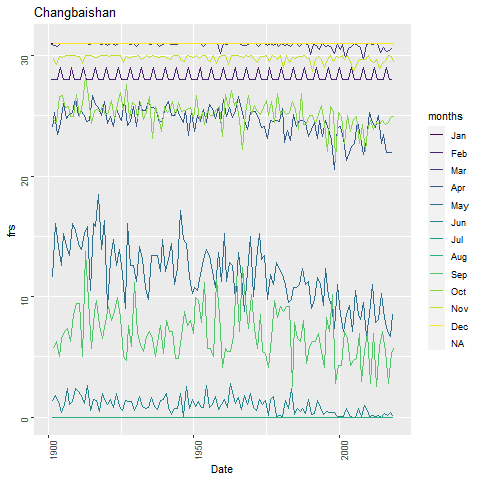 Changbaishan
30
20
10
0
frs
1900
1950
2000
Date
months
Jan
Feb
Mar
Apr
May
Jun
Jul
Aug
Sep
Oct
Nov
Dec
NA